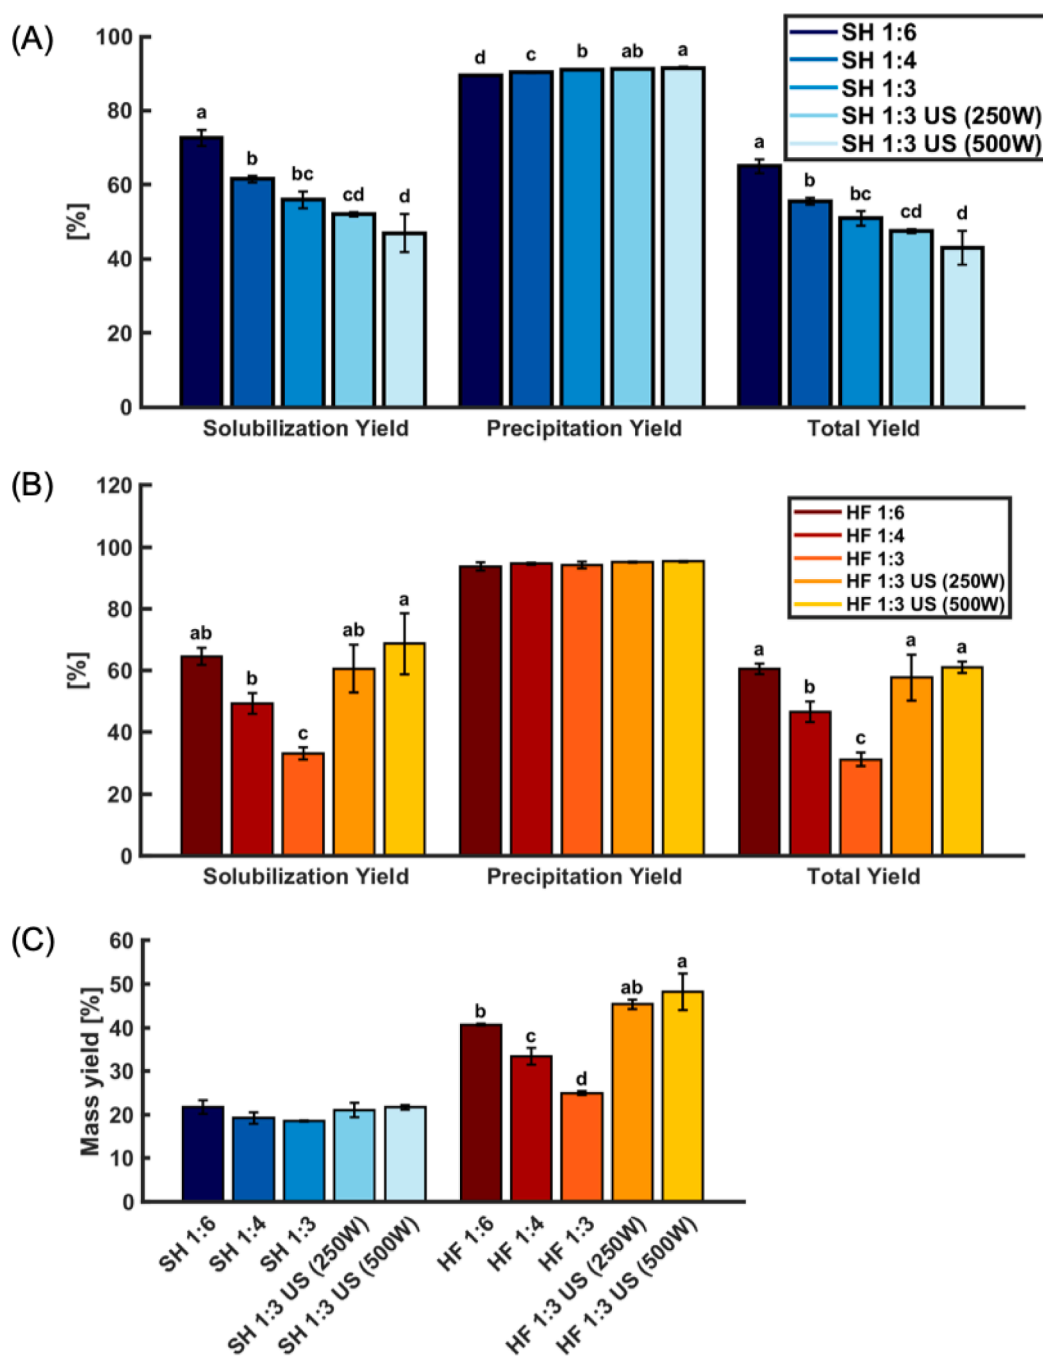 (A)
SH 1:6
SH 1:4
SH 1:3
SH 1:3 US (250W)
SH 1:3 US (500W)
[%]
100
80
60
40
20
0
a
b
bc
cd
d
d
c
b
ab
a
a
b
bc
cd
d
Solubilization Yield
Precipitation Yield
Total Yield
(B)
HF 1:6
HF 1:4
HF 1:3
HF 1:3 US (250W)
HF 1:3 US (500W)
[%]
120
100
80
60
40
20
0
ab
b
c
ab
a
a
b
c
a
a
Solubilization Yield
Precipitation Yield
Total Yield
(C)
Mass yield [%]
60
50
40
30
20
10
0
b
c
d
ab
a
SH 1:6
SH 1:4
SH 1:3
SH 1:3 US (250W)
SH 1:3 US (500W)
HF 1:6
HF 1:4
HF 1:3
HF 1:3 US (250W)
HF 1:3 US (500W)